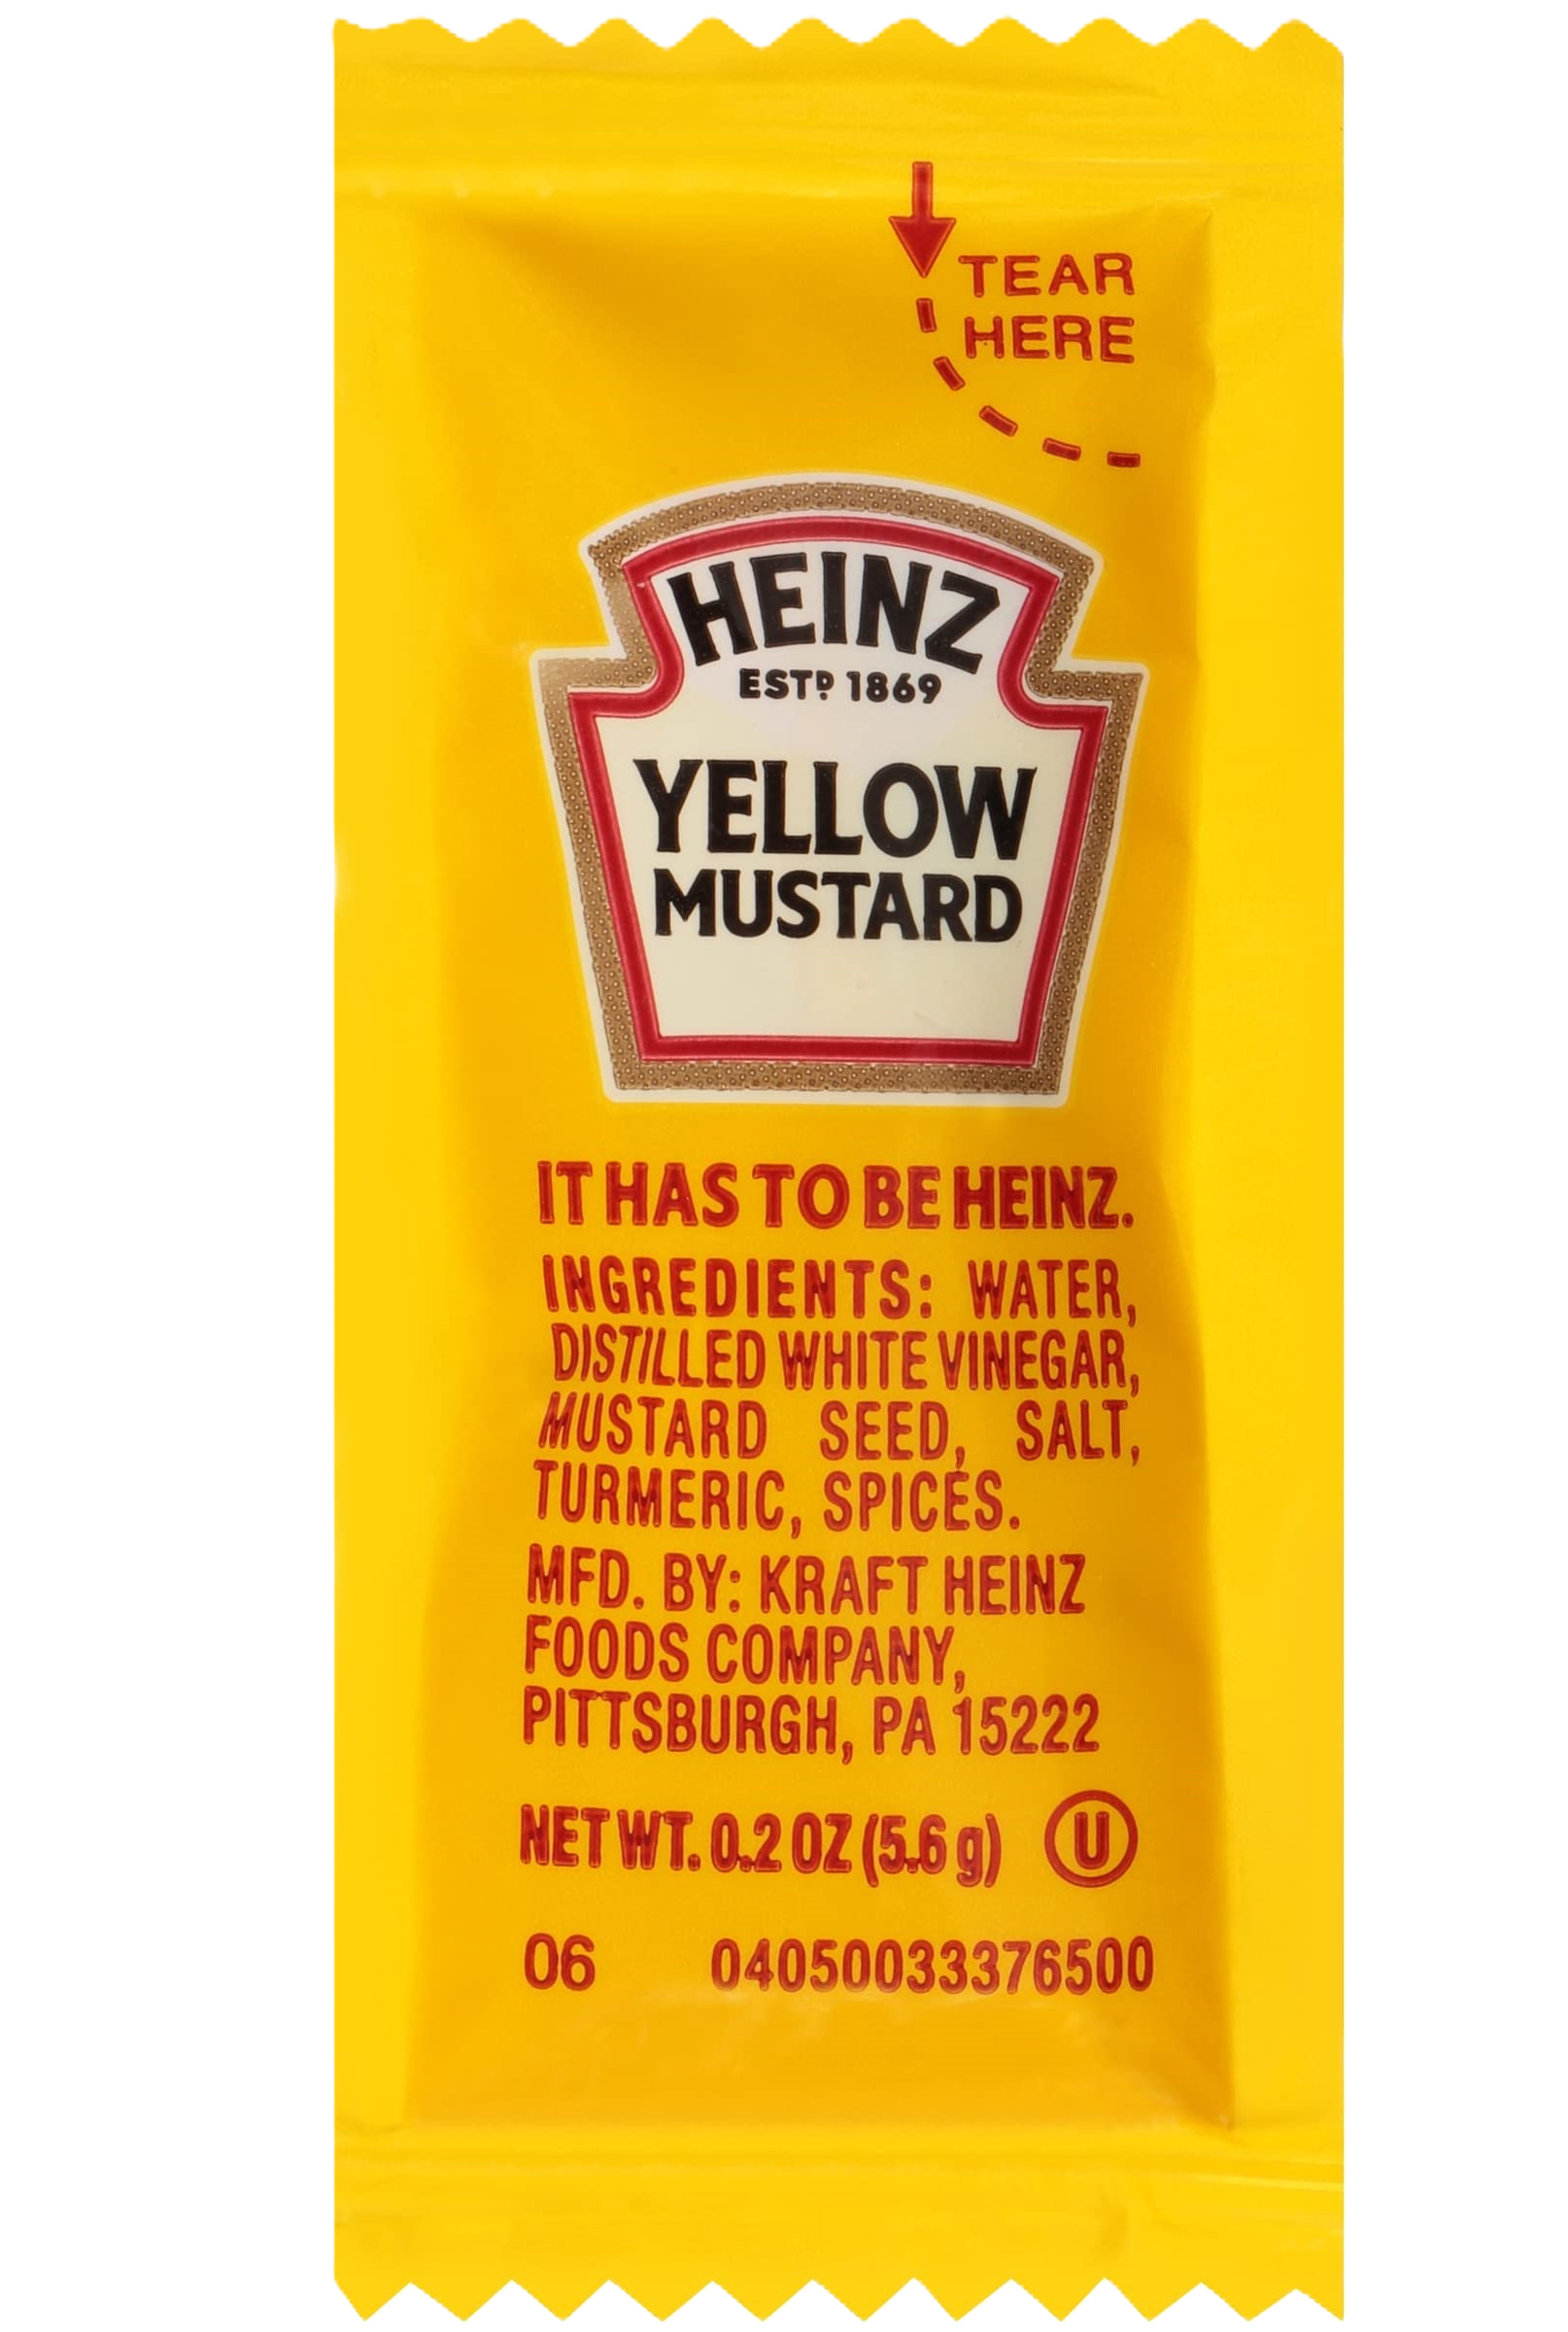 TEAR
HERE
HEINZ
ESTD 1869
YELLOW
MUSTARD
IT HAS TO BE HEINZ.
INGREDIENTS: WATER,
DISTILLED WHITE VINEGAR,
MUSTARD SEED, SALT,
TURMERIC, SPICES.
MFD. BY: KRAFT HEINZ
FOODS COMPANY,
PITTSBURGH, PA 15222
NET WT. 0.2 OZ (5.6 g) U
06 04050033376500